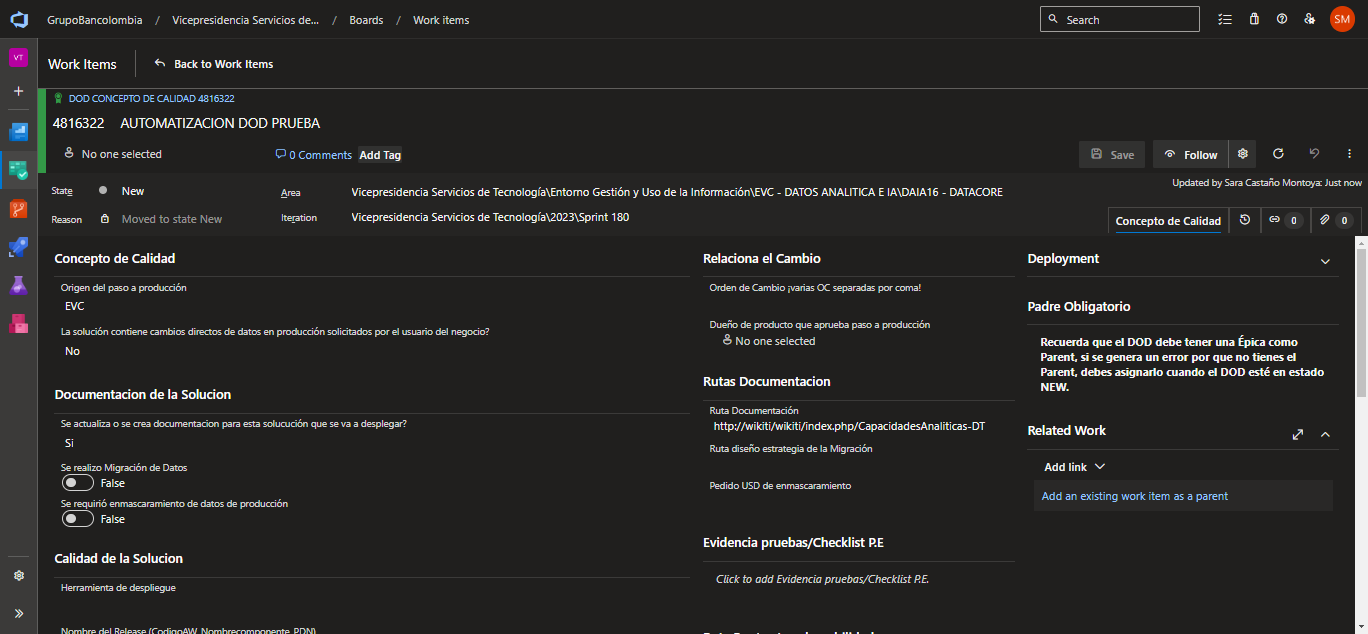 GrupoBancolombia / Vicepresidencia Servicios de... / Boards / Work items
Search
SM
VT
Work Items
Back to Work Items
DOD CONCEPTO DE CALIDAD 4816322
4816322 AUTOMATIZACION DOD PRUEBA
No one selected
0 Comments
Add Tag
Save
Follow
State
New
Area
Vicepresidencia Servicios de Tecnología\Entorno Gestión y Uso de la Información\EVC - DATOS ANALITICA E IA\DAIA16 - DATACORE
Updated by Sara Castaño Montoya: Just now
Reason
Moved to state New
Iteration
Vicepresidencia Servicios de Tecnología\2023\Sprint 180
Concepto de Calidad
0
0
Concepto de Calidad
Origen del paso a producción
EVC
La solución contiene cambios directos de datos en producción solicitados por el usuario del negocio?
No
Documentacion de la Solucion
Se actualiza o se crea documentacion para esta solucución que se va a desplegar?
Si
Se realizo Migración de Datos
False
Se requirió enmascaramiento de datos de producción
False
Calidad de la Solucion
Herramienta de despliegue
Nombre del Release (CodigoAW_Nombrecomponente_PDN)
Relaciona el Cambio
Orden de Cambio ¡varias OC separadas por coma!
Dueño de producto que aprueba paso a producción
No one selected
Rutas Documentacion
Ruta Documentación
http://wikiti/wikiti/index.php/CapacidadesAnaliticas-DT
Ruta diseño estrategia de la Migración
Pedido USD de enmascaramiento
Evidencia pruebas/Checklist P.E
Click to add Evidencia pruebas/Checklist P.E.
Deployment
Padre Obligatorio
Recuerda que el DOD debe tener una Épica como
Parent, si se genera un error por que no tienes el
Parent, debes asignarlo cuando el DOD esté en estado
NEW.
Related Work
Add link
Add an existing work item as a parent